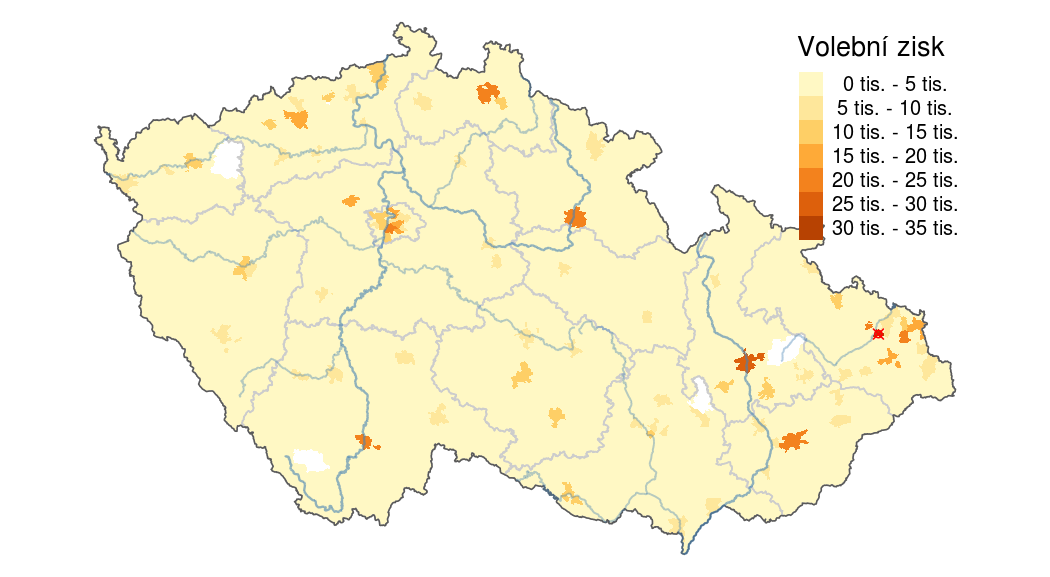 Volební zisk
0 tis. - 5 tis.
5 tis. - 10 tis.
10 tis. - 15 tis.
15 tis. - 20 tis.
20 tis. - 25 tis.
25 tis. - 30 tis.
30 tis. - 35 tis.